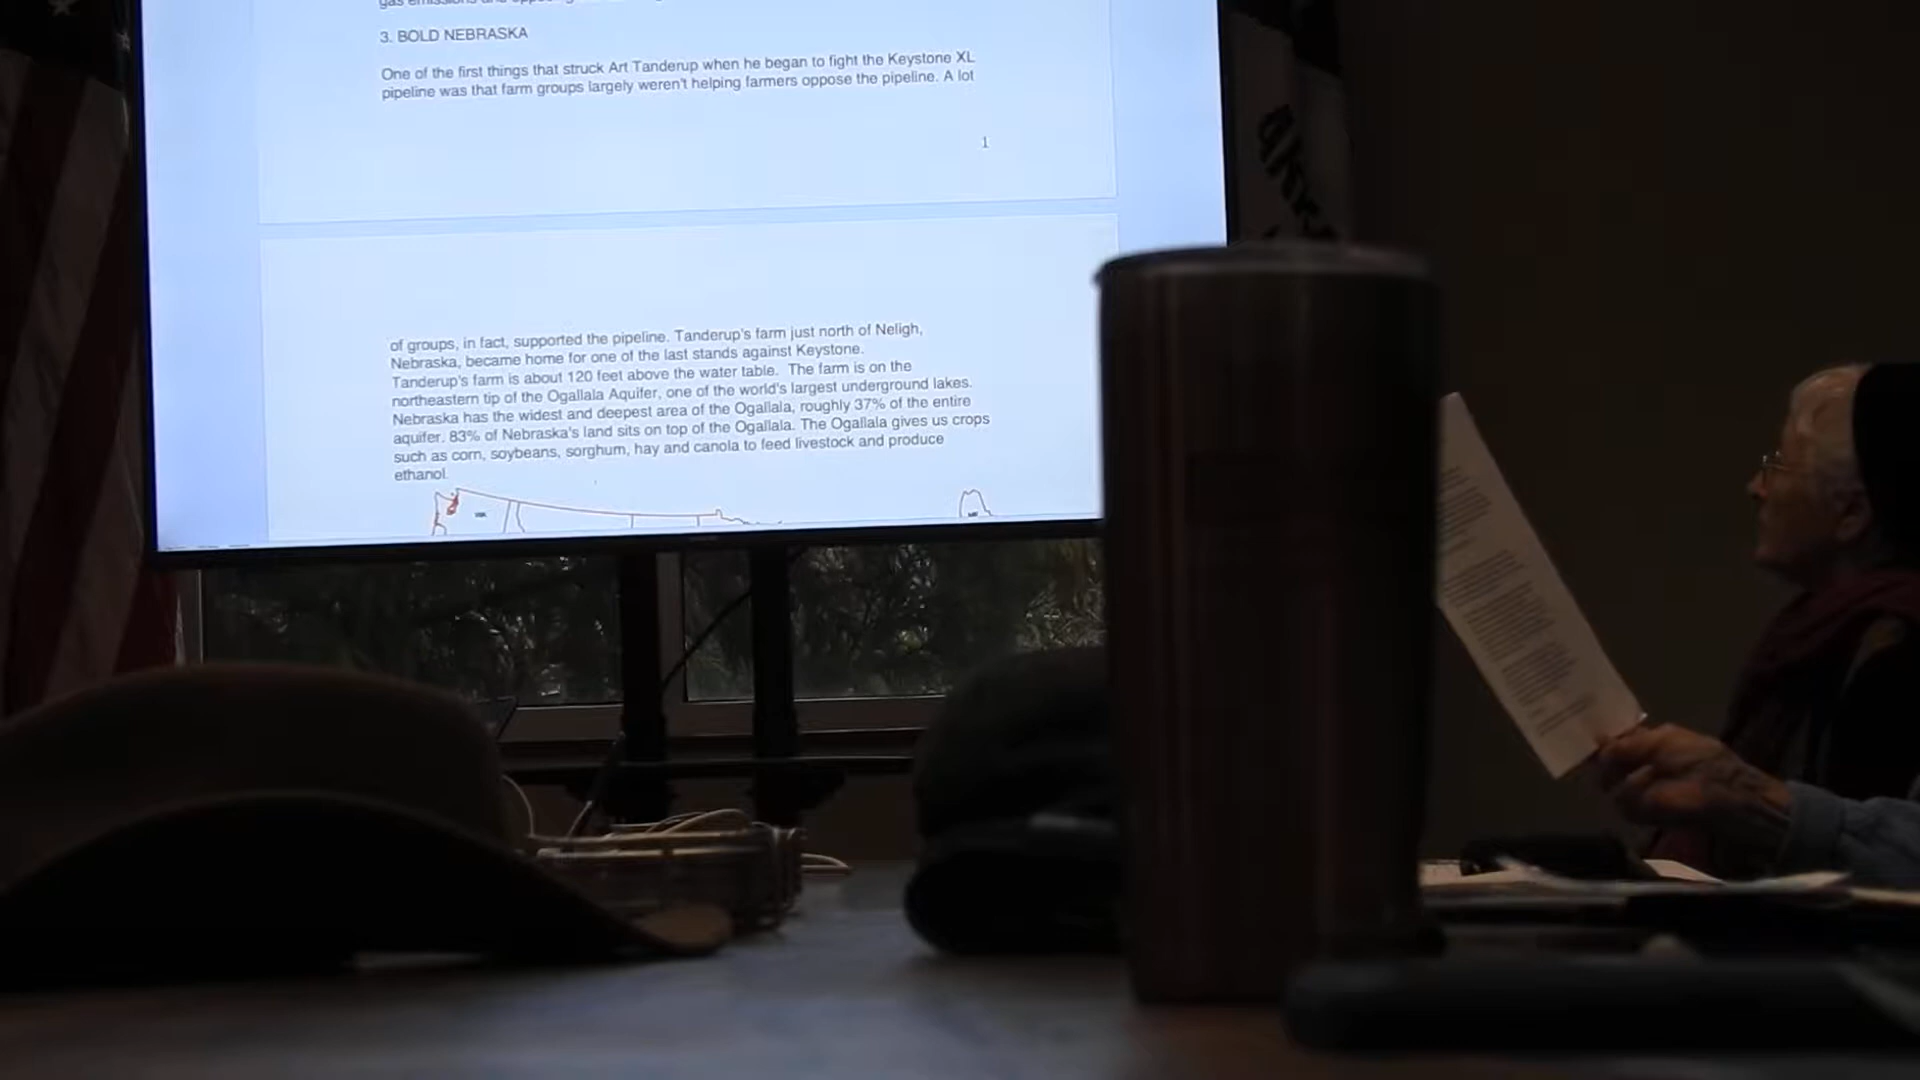 3. BOLD NEBRASKA
One of the first things that struck Art Tanderup when he began to fight the Keystone XL
pipeline was that farm groups largely weren't helping farmers oppose the pipeline. A lot
1
of groups, in fact, supported the pipeline. Tanderup's farm just north of Neligh,
Nebraska, became home for one of the last stands against Keystone.
Tanderup's farm is about 120 feet above the water table. The farm is on the
northeastern tip of the Ogallala Aquifer, one of the world's largest underground lakes.
Nebraska has the widest and deepest area of the Ogallala, roughly 37% of the entire
aquifer. 83% of Nebraska's land sits on top of the Ogallala. The Ogallala gives us crops
such as corn, soybeans, sorghum, hay and canola to feed livestock and produce
ethanol.